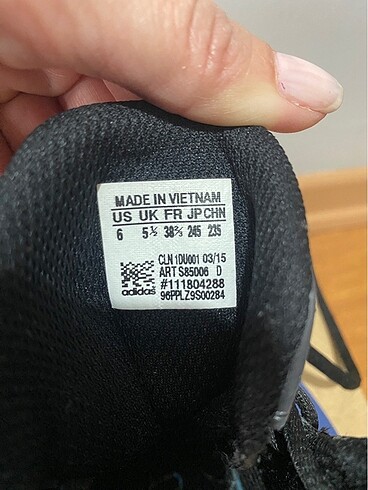 MADE IN VIETNAM
US UK FR JP CHN
6 5½ 38⅔ 245 235
CLN 1DU001 03/15
ART S85006 D
#111804288
adidas 96PPLZ9S00284